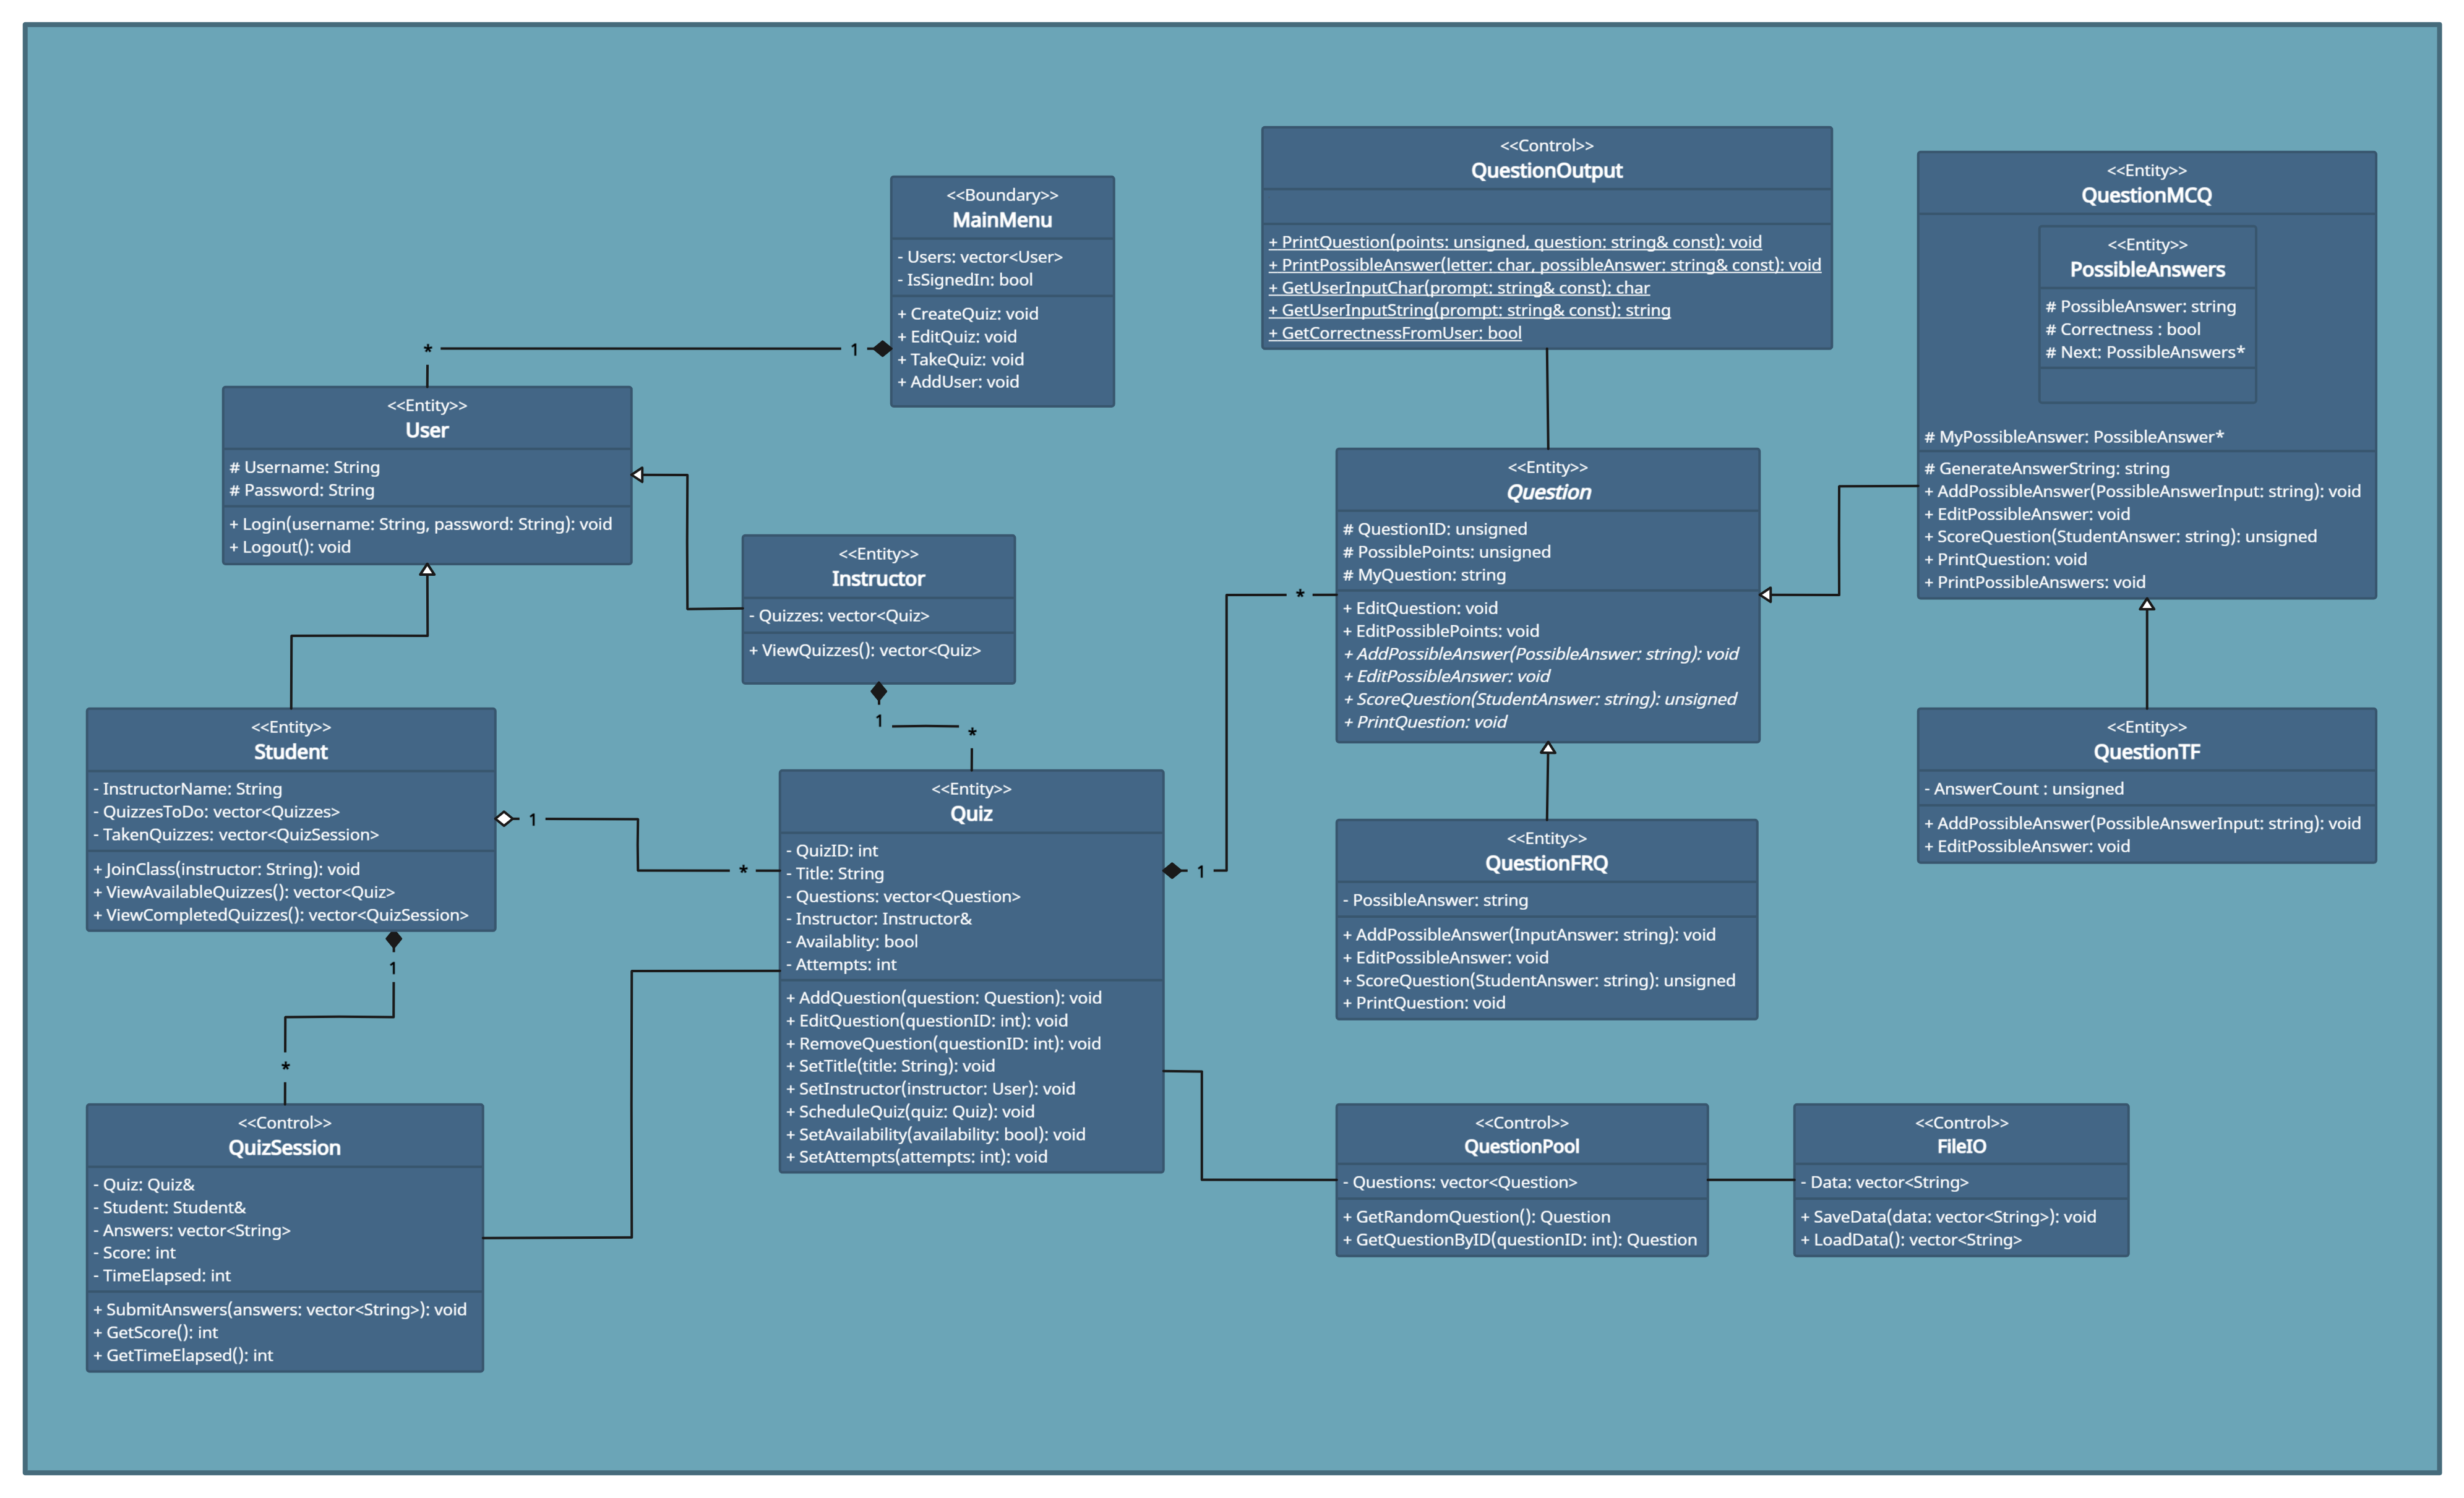 <<Control>>
QuestionOutput
+ PrintQuestion(points: unsigned, question: string& const): void
+ PrintPossibleAnswer(letter: char, possibleAnswer: string& const): void
+ GetUserInputChar(prompt: string& const): char
+ GetUserInputString(prompt: string& const): string
+ GetCorrectnessFromUser: bool
<<Entity>>
QuestionMCQ
<<Entity>>
PossibleAnswers
# PossibleAnswer: string
# Correctness : bool
# Next: PossibleAnswers*
# MyPossibleAnswer: PossibleAnswer*
# GenerateAnswerString: string
+ AddPossibleAnswer(PossibleAnswerInput: string): void
+ EditPossibleAnswer: void
+ ScoreQuestion(StudentAnswer: string): unsigned
+ PrintQuestion: void
+ PrintPossibleAnswers: void
<<Boundary>>
MainMenu
- Users: vector<User>
- IsSignedIn: bool
+ CreateQuiz: void
+ EditQuiz: void
+ TakeQuiz: void
+ AddUser: void
*
1
<<Entity>>
User
# Username: String
# Password: String
+ Login(username: String, password: String): void
+ Logout(): void
<<Entity>>
Question
# QuestionID: unsigned
# PossiblePoints: unsigned
# MyQuestion: string
+ EditQuestion: void
+ EditPossiblePoints: void
+ AddPossibleAnswer(PossibleAnswer: string): void
+ EditPossibleAnswer: void
+ ScoreQuestion(StudentAnswer: string): unsigned
+ PrintQuestion: void
<<Entity>>
Instructor
- Quizzes: vector<Quiz>
+ ViewQuizzes(): vector<Quiz>
*
1
*
<<Entity>>
Student
- InstructorName: String
- QuizzesToDo: vector<Quizzes>
- TakenQuizzes: vector<QuizSession>
+ JoinClass(instructor: String): void
+ ViewAvailableQuizzes(): vector<Quiz>
+ ViewCompletedQuizzes(): vector<QuizSession>
<<Entity>>
QuestionTF
- AnswerCount : unsigned
+ AddPossibleAnswer(PossibleAnswerInput: string): void
+ EditPossibleAnswer: void
1
*
1
<<Entity>>
Quiz
- QuizID: int
- Title: String
- Questions: vector<Question>
- Instructor: Instructor&
- Availablity: bool
- Attempts: int
+ AddQuestion(question: Question): void
+ EditQuestion(questionID: int): void
+ RemoveQuestion(questionID: int): void
+ SetTitle(title: String): void
+ SetInstructor(instructor: User): void
+ ScheduleQuiz(quiz: Quiz): void
+ SetAvailability(availability: bool): void
+ SetAttempts(attempts: int): void
<<Entity>>
QuestionFRQ
- PossibleAnswer: string
+ AddPossibleAnswer(InputAnswer: string): void
+ EditPossibleAnswer: void
+ ScoreQuestion(StudentAnswer: string): unsigned
+ PrintQuestion: void
1
*
<<Control>>
QuizSession
- Quiz: Quiz&
- Student: Student&
- Answers: vector<String>
- Score: int
- TimeElapsed: int
+ SubmitAnswers(answers: vector<String>): void
+ GetScore(): int
+ GetTimeElapsed(): int
<<Control>>
QuestionPool
- Questions: vector<Question>
+ GetRandomQuestion(): Question
+ GetQuestionByID(questionID: int): Question
<<Control>>
FileIO
- Data: vector<String>
+ SaveData(data: vector<String>): void
+ LoadData(): vector<String>